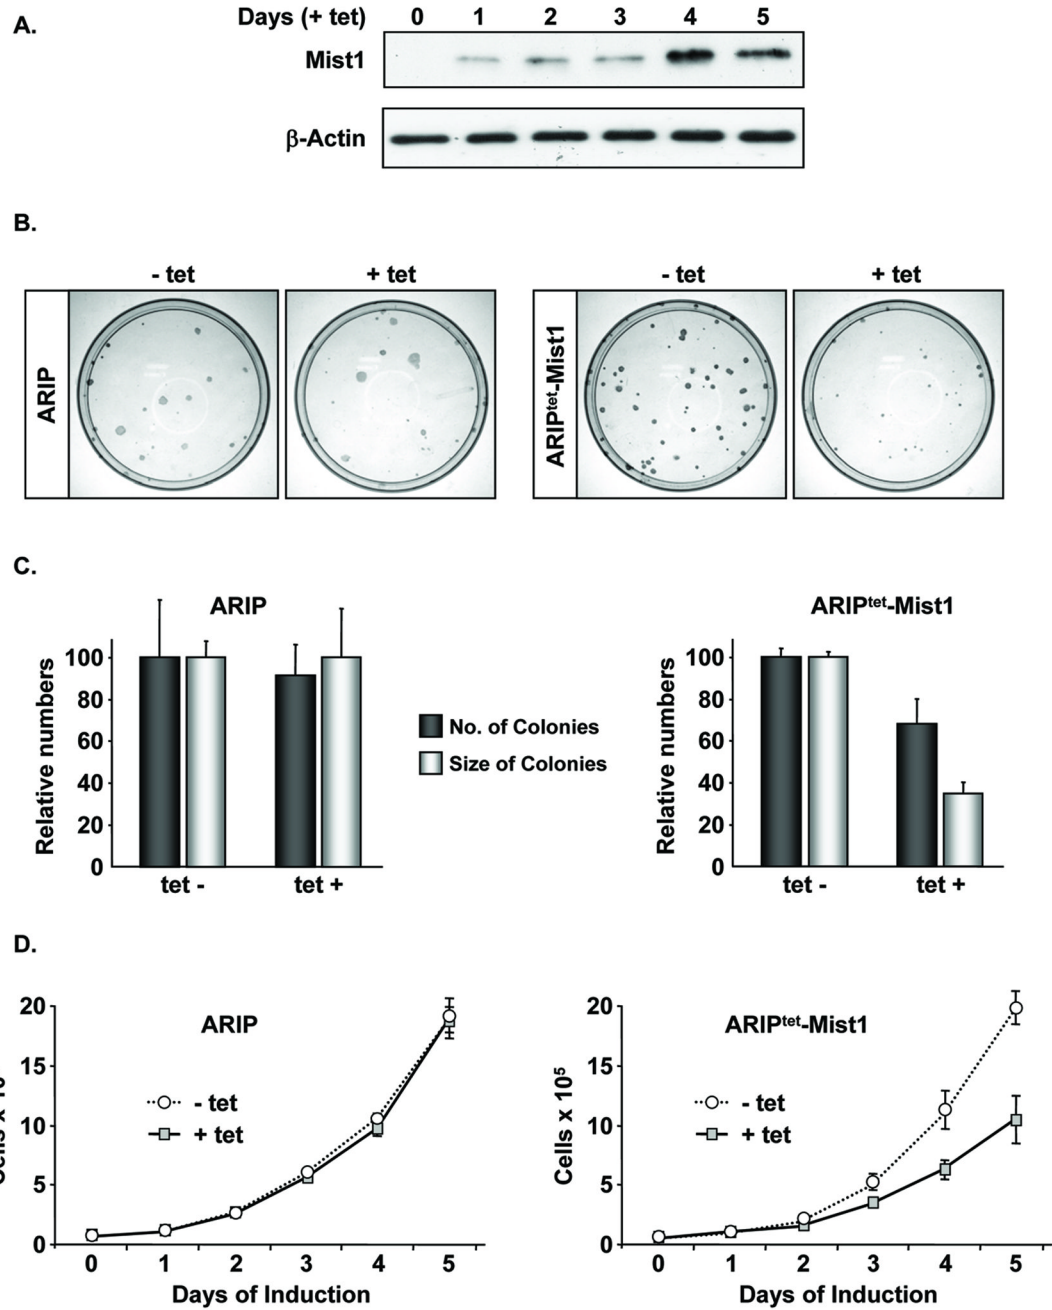 A.
Days (+ tet) 0 1 2 3 4 5
Mist1
β-Actin
B.
- tet + tet - tet + tet
ARIP
ARIPtet-Mist1
C.
ARIP
Relative numbers
100
80
60
40
20
0
tet - tet +
No. of Colonies
Size of Colonies
ARIPtet-Mist1
Relative numbers
100
80
60
40
20
0
tet - tet +
D.
ARIP
20
15
10
5
0
- tet
+ tet
0 1 2 3 4 5
Days of Induction
ARIPtet-Mist1
Cells x 10⁵
20
15
10
5
0
- tet
+ tet
0 1 2 3 4 5
Days of Induction